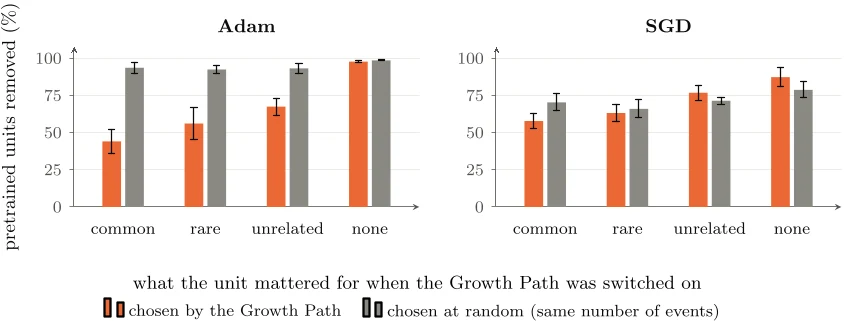 Adam
SGD
pretrained units removed (%)
100
75
50
25
0
common rare unrelated none
100
75
50
25
0
common rare unrelated none
what the unit mattered for when the Growth Path was switched on
chosen by the Growth Path chosen at random (same number of events)